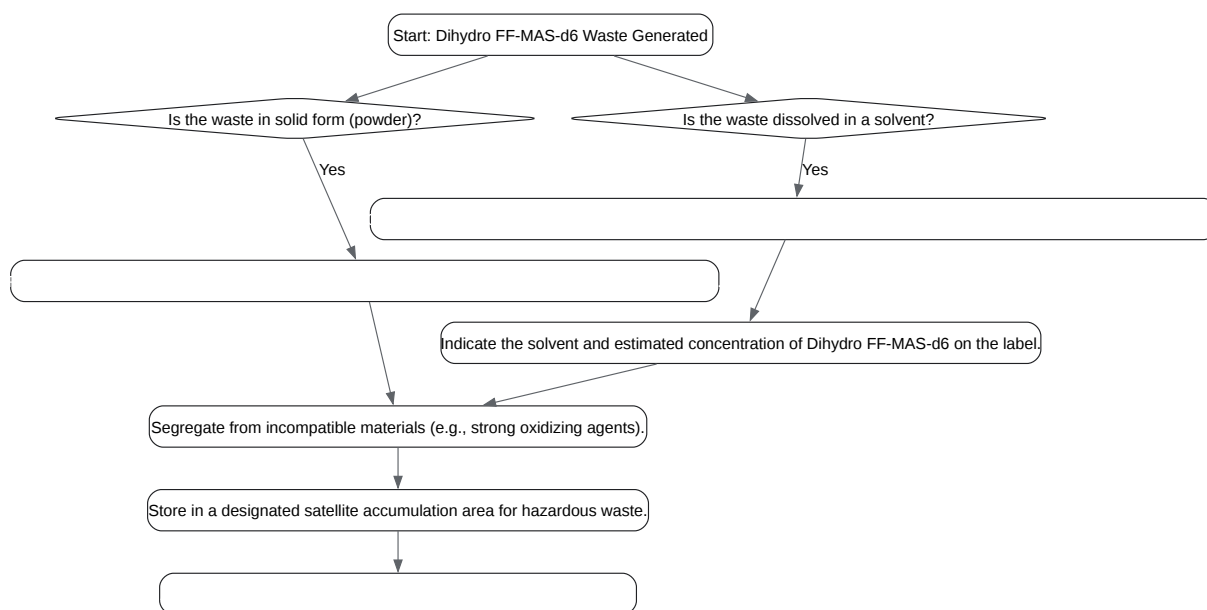 Start: Dihydro FF-MAS-d6 Waste Generated
Is the waste in solid form (powder)?
Is the waste dissolved in a solvent?
Yes
Yes
Indicate the solvent and estimated concentration of Dihydro FF-MAS-d6 on the label.
Segregate from incompatible materials (e.g., strong oxidizing agents).
Store in a designated satellite accumulation area for hazardous waste.